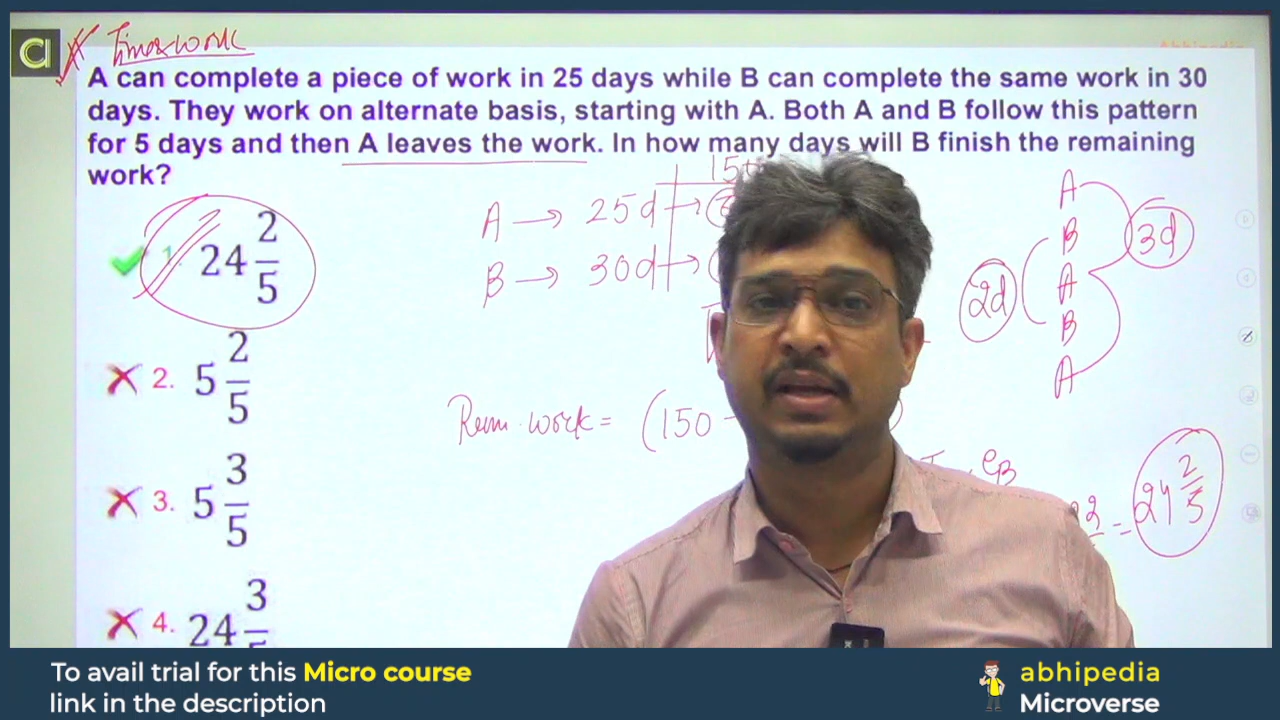 Time & work
Abhipedia
A can complete a piece of work in 25 days while B can complete the same work in 30
days. They work on alternate basis, starting with A. Both A and B follow this pattern
for 5 days and then A leaves the work. In how many days will B finish the remaining
work?
1. 24 2/5
2. 5 2/5
3. 5 3/5
4. 24 3
150
A → 25d →
B → 30d →
A
B
A
B
A
2d
3d
Rem. work = (150 -
)
eB
= 24 2/5
To avail trial for this Micro course
link in the description
abhipedia
Microverse